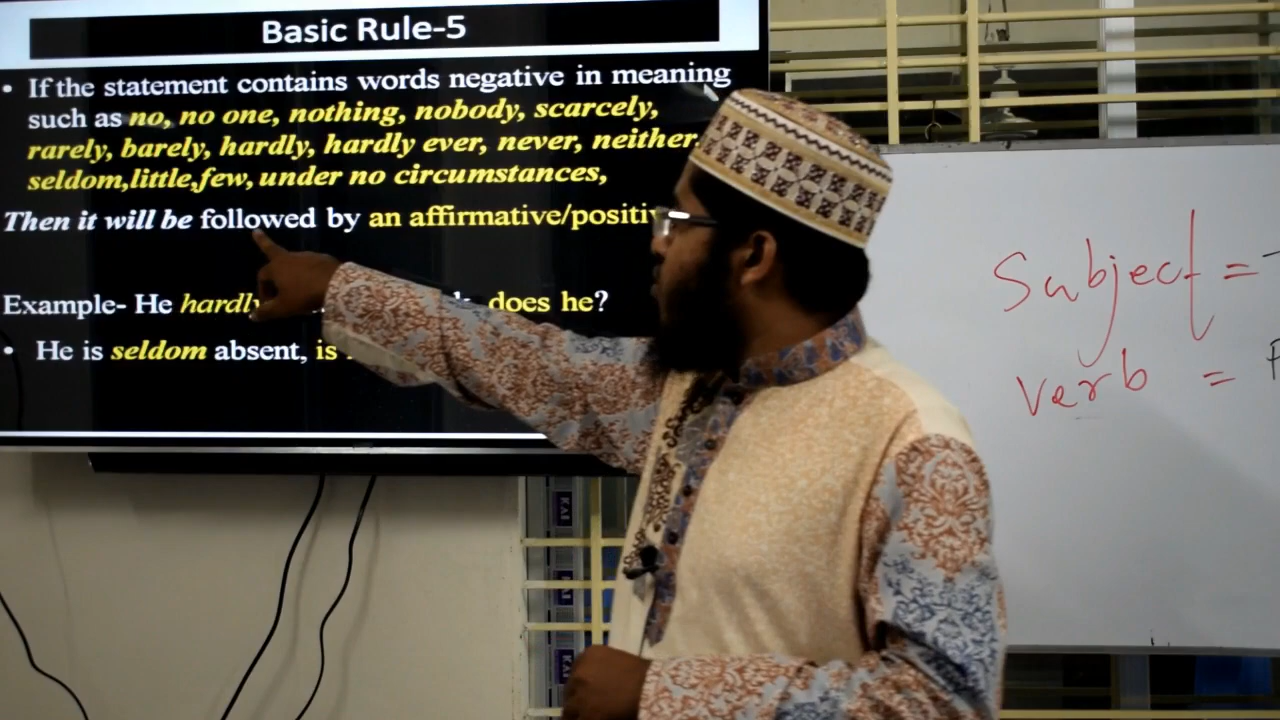 Basic Rule-5
• If the statement contains words negative in meaning
such as no, no one, nothing, nobody, scarcely,
rarely, barely, hardly, hardly ever, never, neither.
seldom,little,few, under no circumstances,
Then it will be followed by an affirmative/positiv
Example- He hardly does he?
• He is seldom absent, is
Subject =
Verb =
KAI
KAI